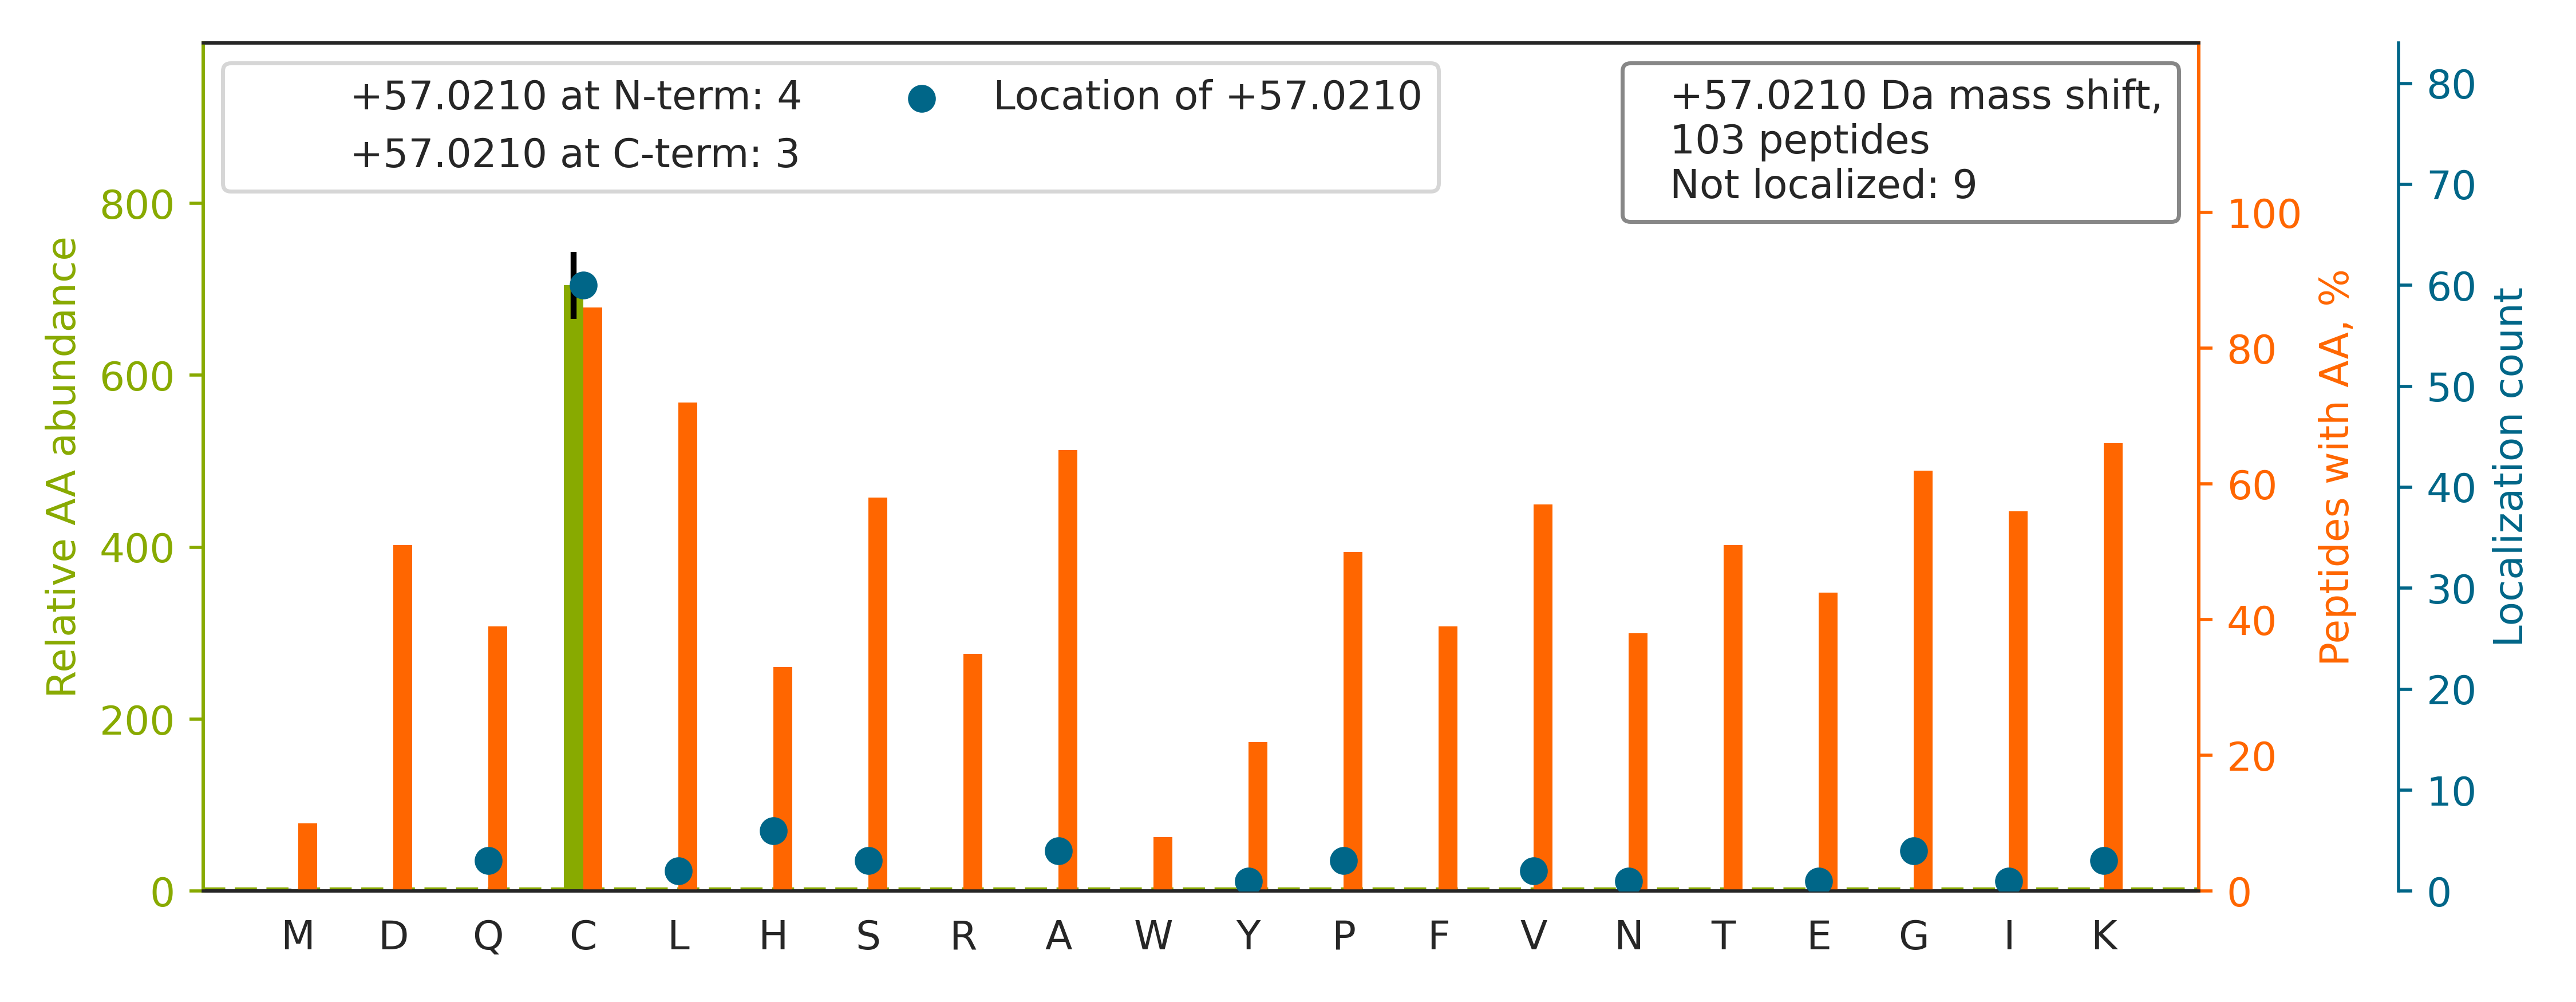 +57.0210 at N-term: 4
+57.0210 at C-term: 3
Location of +57.0210
+57.0210 Da mass shift,
103 peptides
Not localized: 9
Relative AA abundance
800
600
400
200
0
100
80
60
40
20
0
Peptides with AA, %
80
70
60
50
40
30
20
10
0
Localization count
M D Q C L H S R A W Y P F V N T E G I K